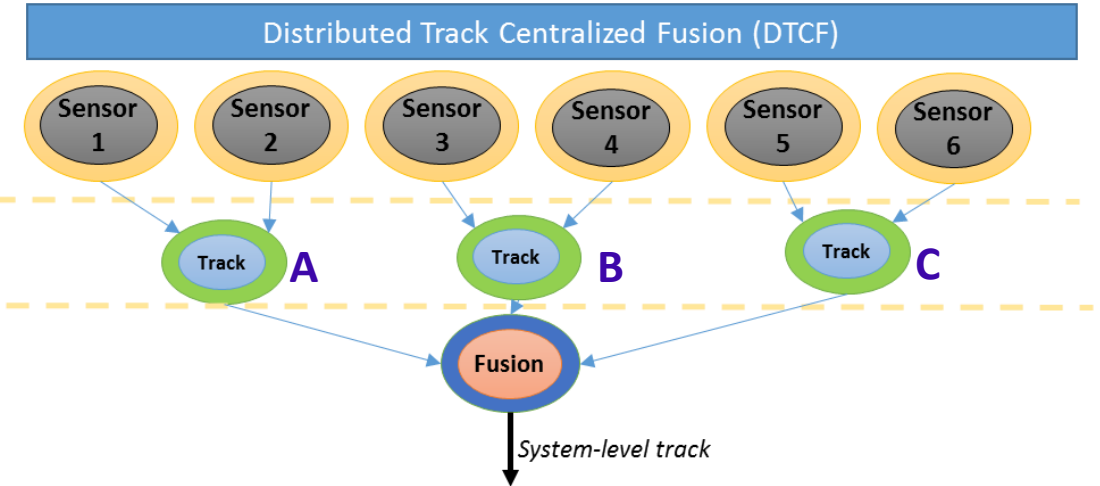 Distributed Track Centralized Fusion (DTCF)
Sensor
1
Sensor
2
Sensor
3
Sensor
4
Sensor
5
Sensor
6
Track
A
Track
B
Track
C
Fusion
System-level track